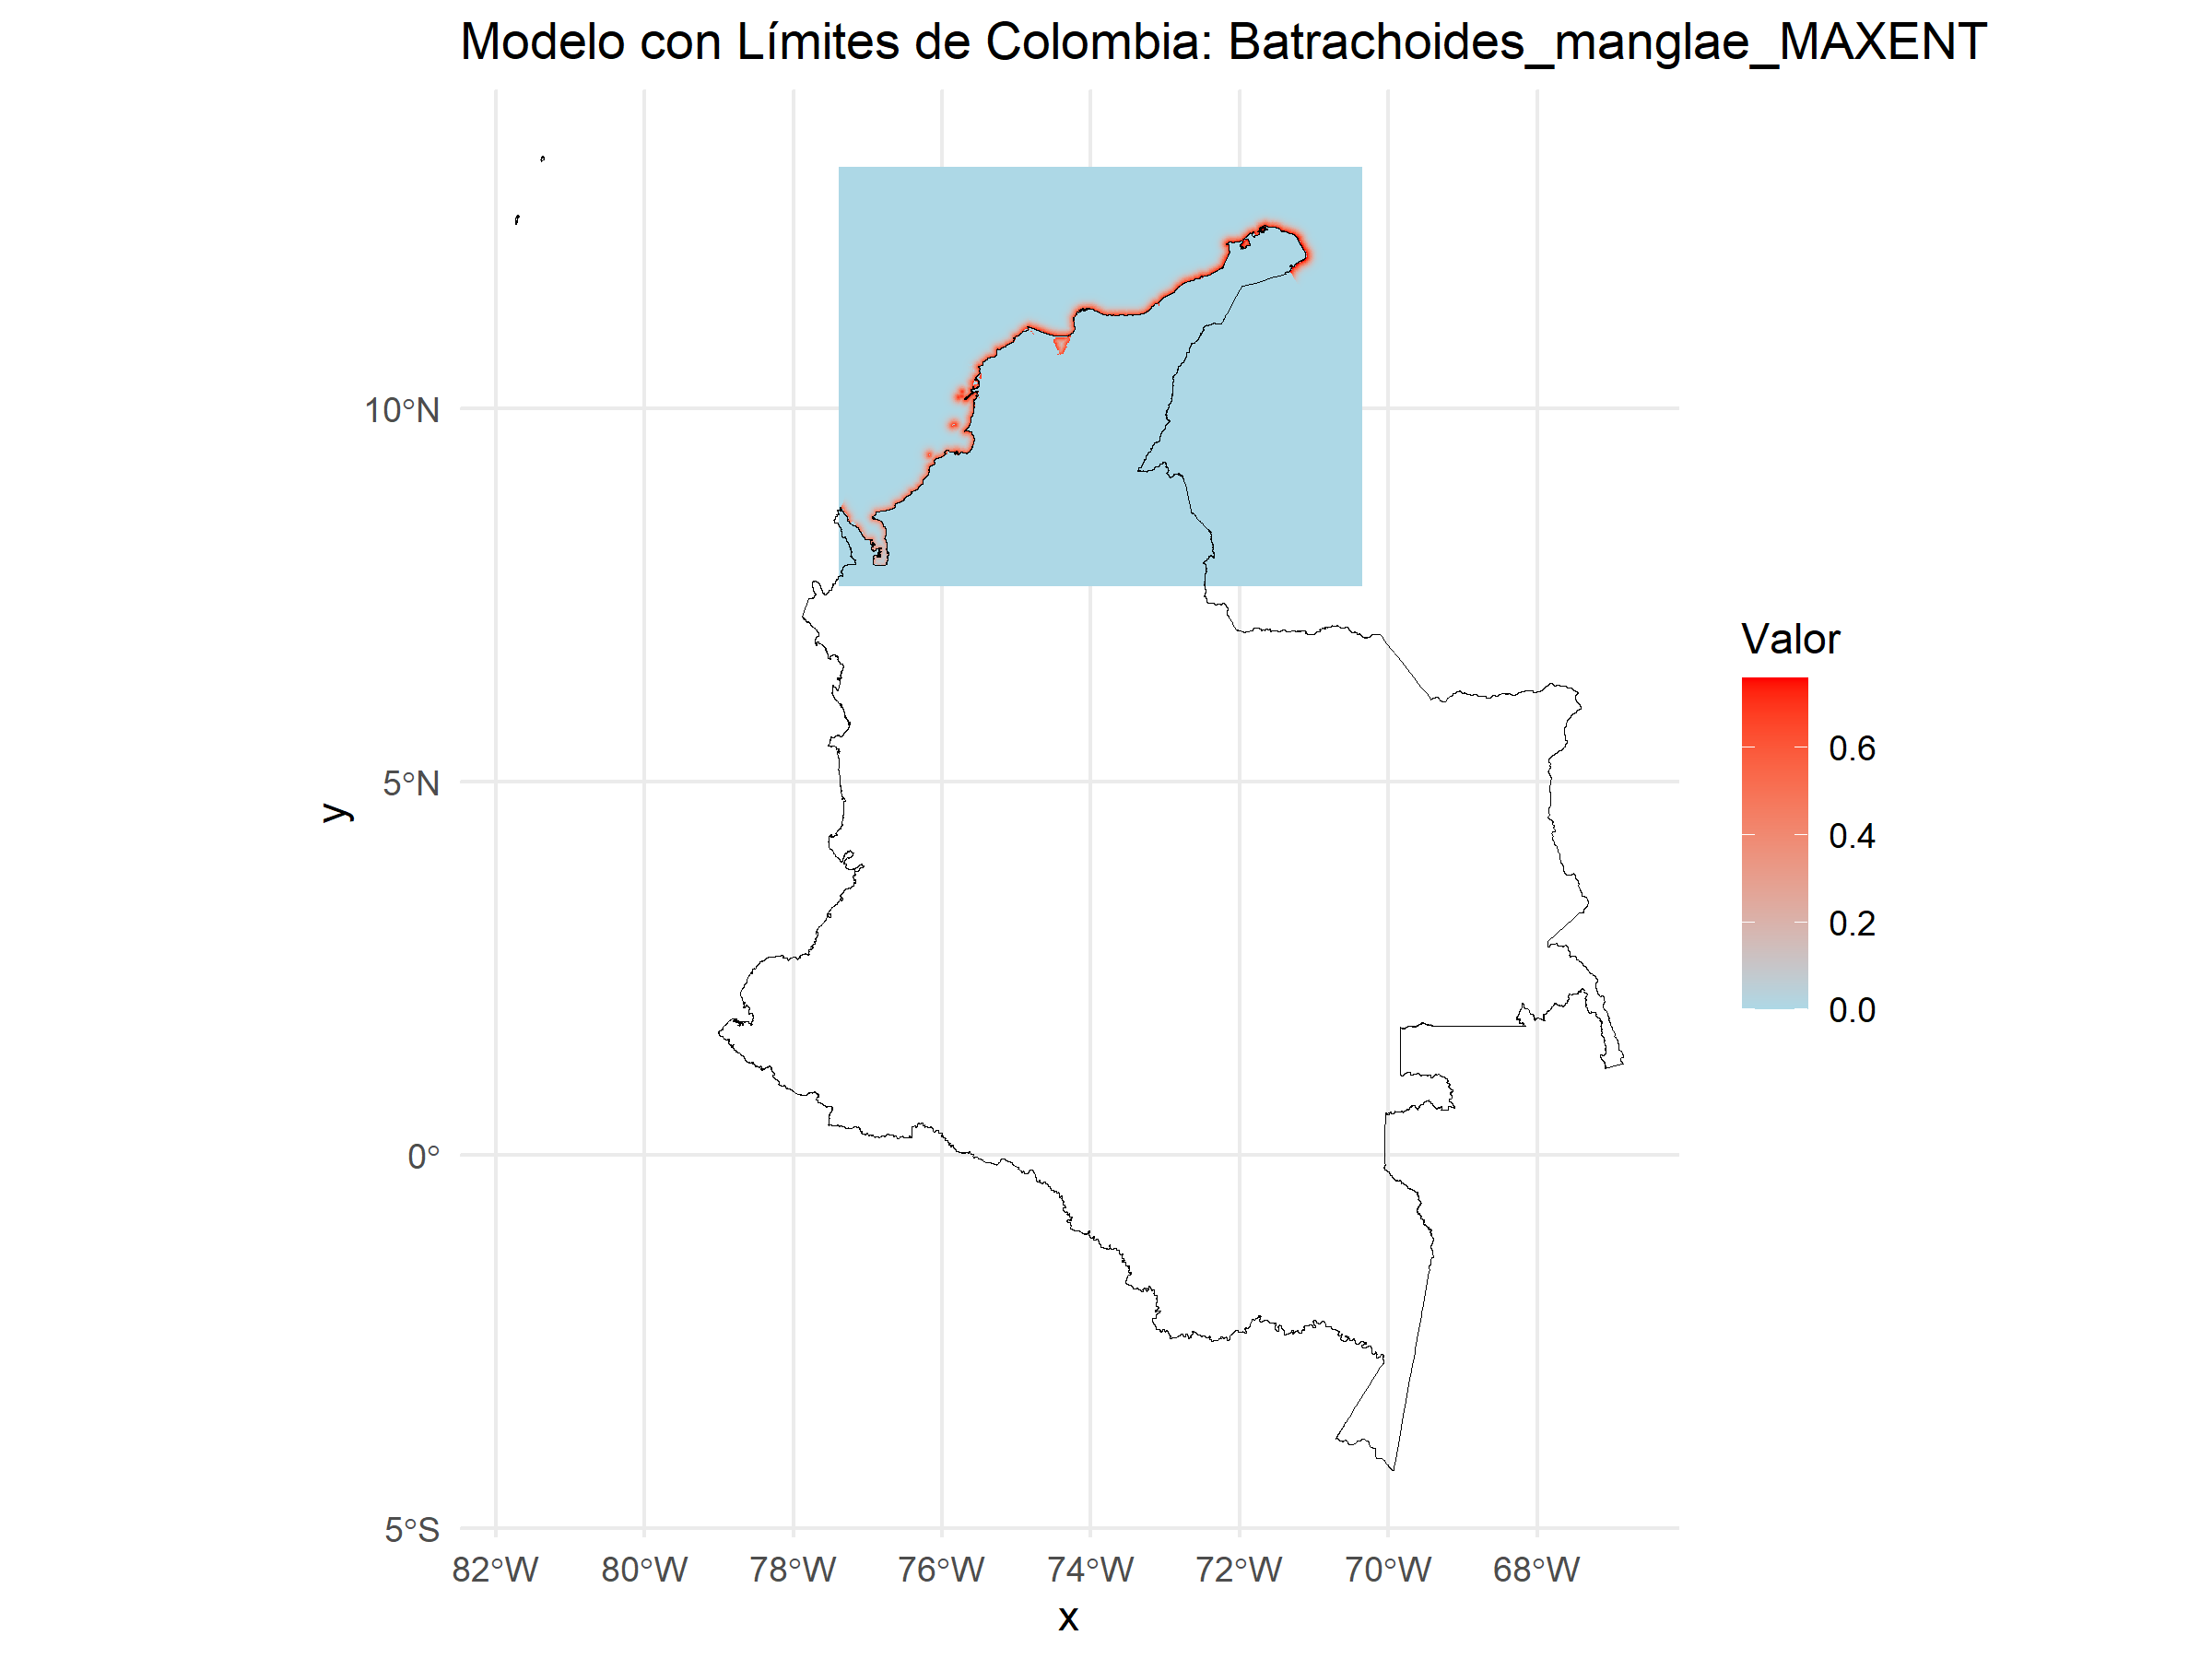 Modelo con Límites de Colombia: Batrachoides_manglae_MAXENT
10°N
5°N
0°
5°S
y
82°W 80°W 78°W 76°W 74°W 72°W 70°W 68°W
x
Valor
0.6
0.4
0.2
0.0